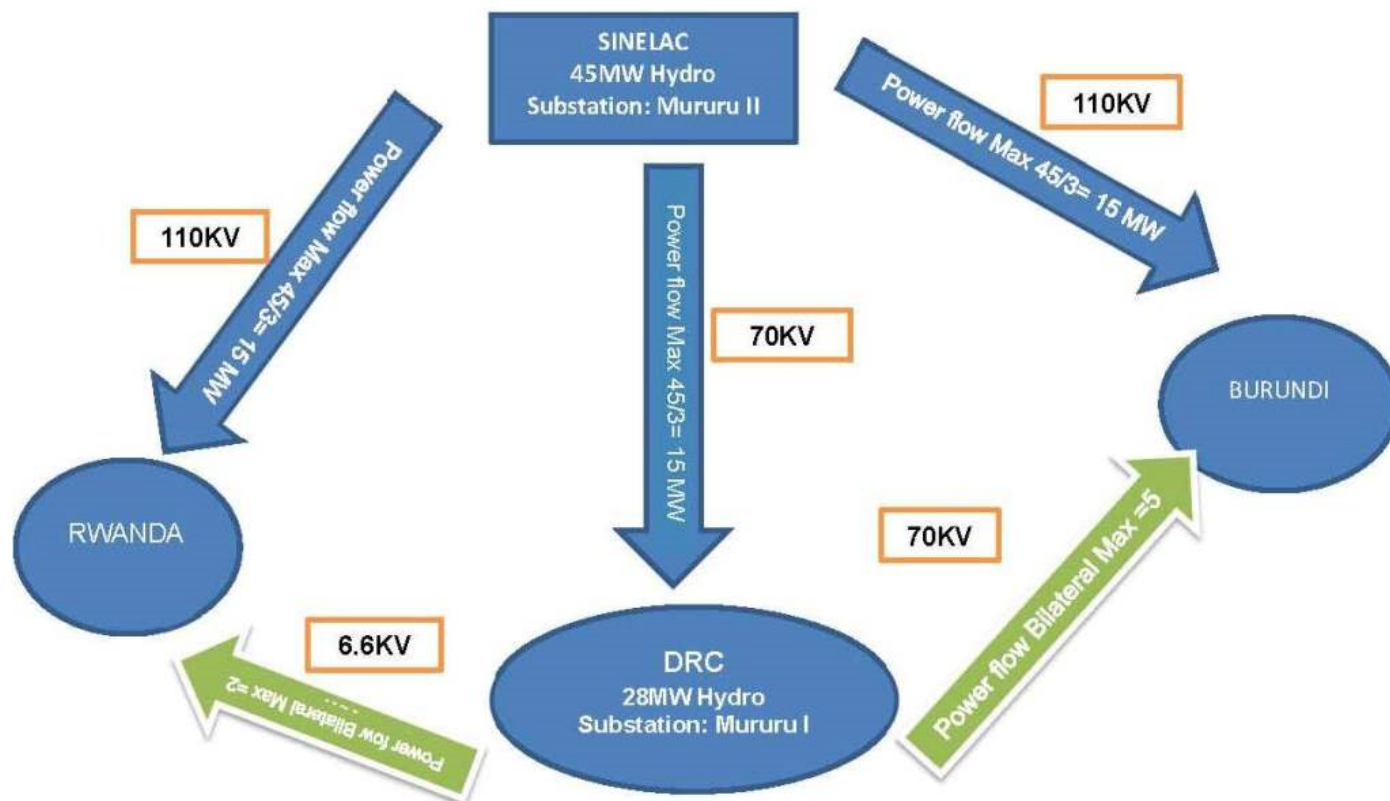 SINELAC
45MW Hydro
Substation: Mururu II
110KV
Power flow Max 45/3= 15 MW
110KV
Power flow Max 45/3= 15 MW
Power flow Max 45/3= 15 MW
70KV
BURUNDI
RWANDA
70KV
Power flow Bilateral Max =5
6.6KV
Power fow Bilateral Max =2
DRC
28MW Hydro
Substation: Mururu I